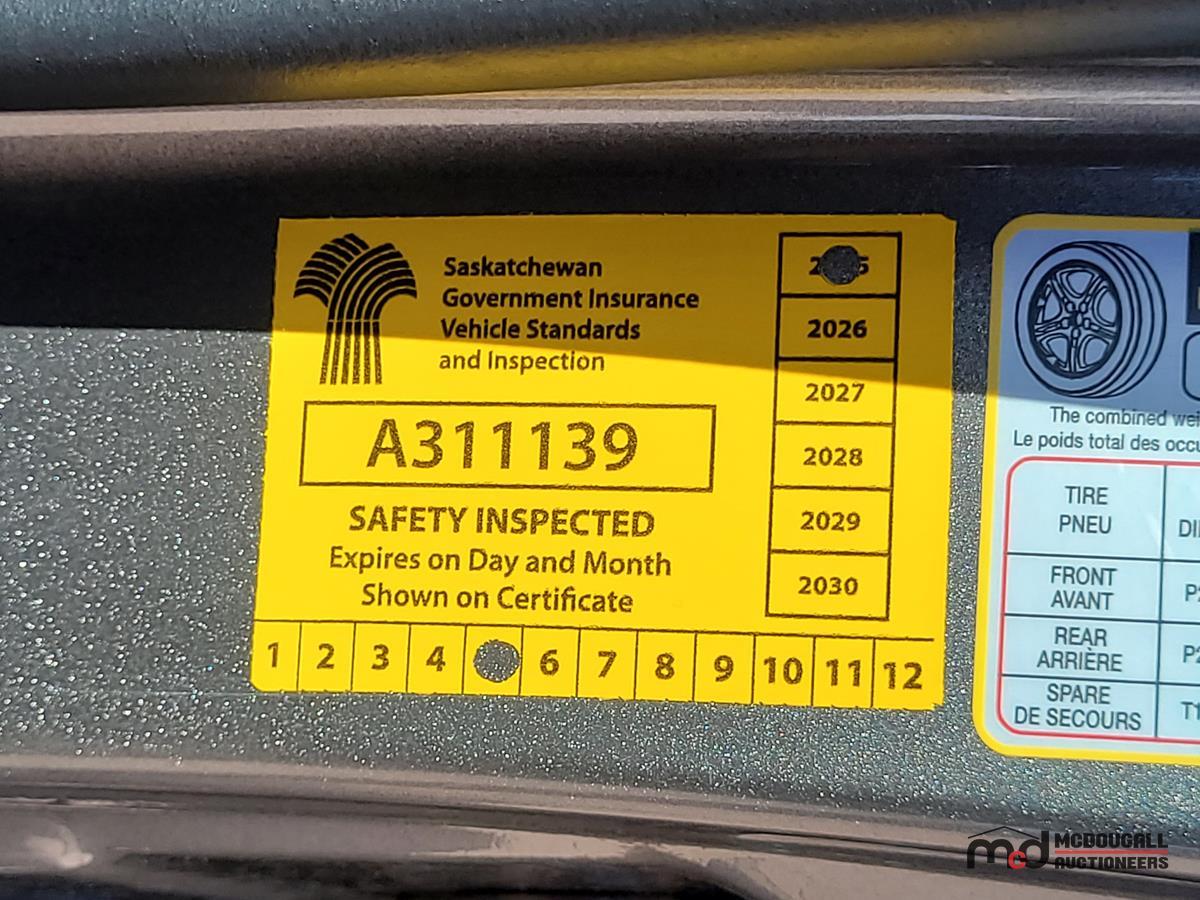 Saskatchewan
Government Insurance
Vehicle Standards
and Inspection
A311139
SAFETY INSPECTED
Expires on Day and Month
Shown on Certificate
2026
2027
2028
2029
2030
1 2 3 4 6 7 8 9 10 11 12
The combined
Le poids total des
TIRE
PNEU
FRONT
AVANT
REAR
ARRIÈRE
SPARE
DE SECOURS
mcd MCDOUGALL
AUCTIONEERS